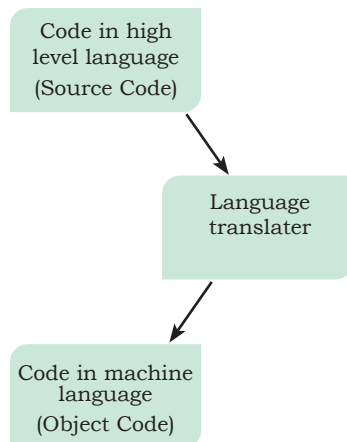 Code in high
level language
(Source Code)
Language
translater
Code in machine
language
(Object Code)